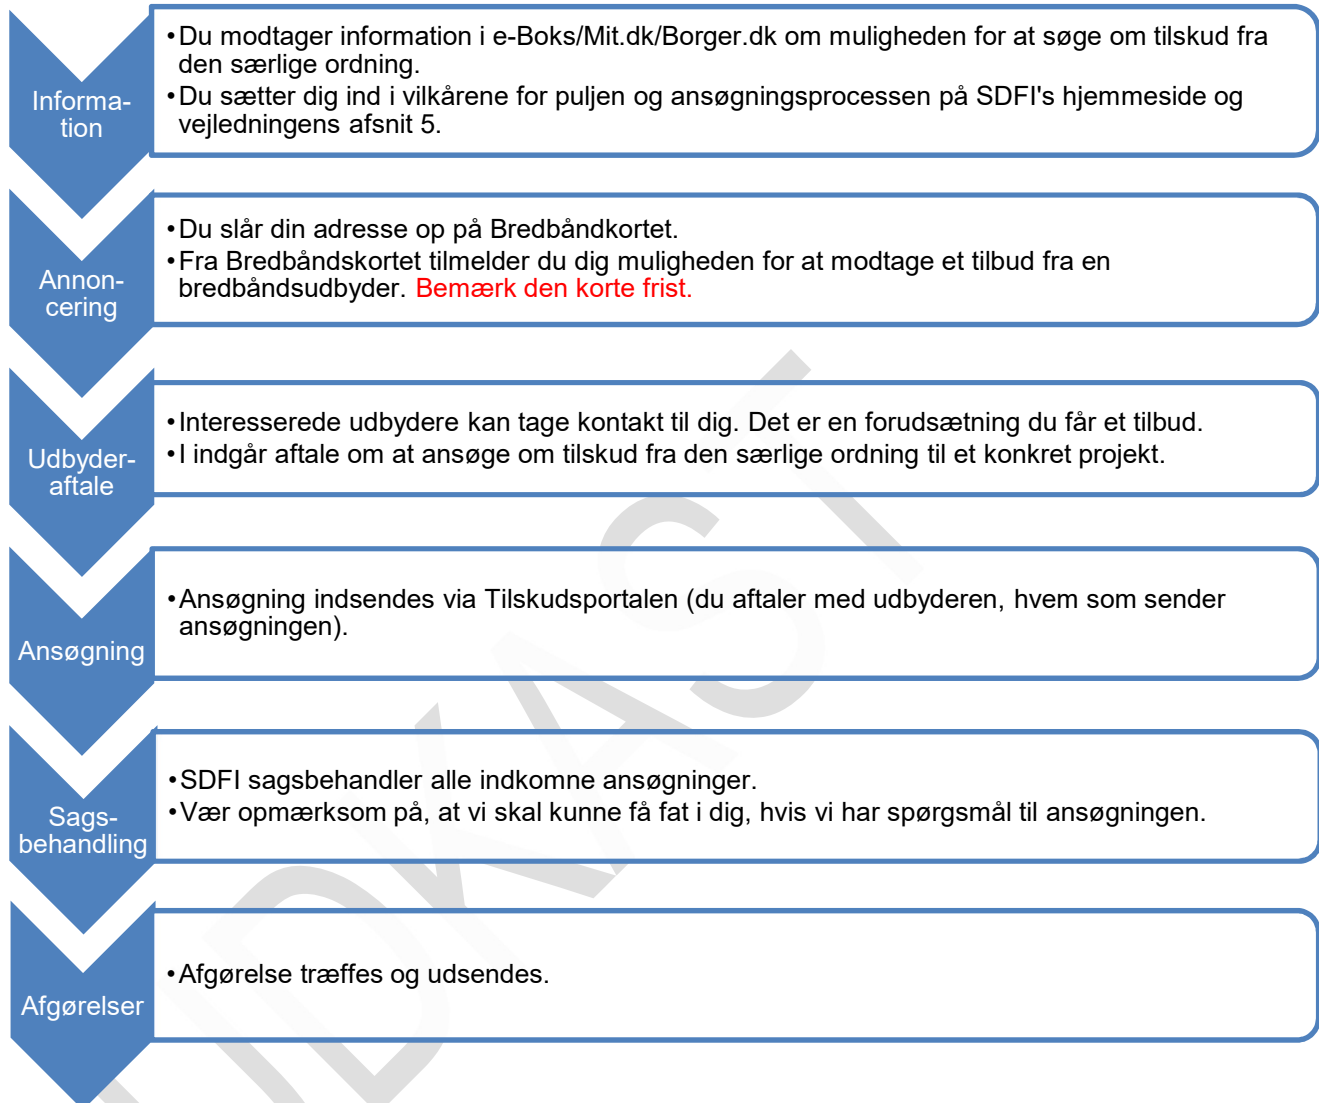 Informa-
tion
•Du modtager information i e-Boks/Mit.dk/Borger.dk om muligheden for at søge om tilskud fra
den særlige ordning.
•Du sætter dig ind i vilkårene for puljen og ansøgningsprocessen på SDFI's hjemmeside og
vejledningens afsnit 5.
Annon-
cering
•Du slår din adresse op på Bredbåndkortet.
•Fra Bredbåndskortet tilmelder du dig muligheden for at modtage et tilbud fra en
bredbåndsudbyder. Bemærk den korte frist.
Udbyder-
aftale
•Interesserede udbydere kan tage kontakt til dig. Det er en forudsætning du får et tilbud.
•I indgår aftale om at ansøge om tilskud fra den særlige ordning til et konkret projekt.
Ansøgning
•Ansøgning indsendes via Tilskudsportalen (du aftaler med udbyderen, hvem som sender
ansøgningen).
Sags-
behandling
•SDFI sagsbehandler alle indkomne ansøgninger.
•Vær opmærksom på, at vi skal kunne få fat i dig, hvis vi har spørgsmål til ansøgningen.
Afgørelser
•Afgørelse træffes og udsendes.
UDKAST